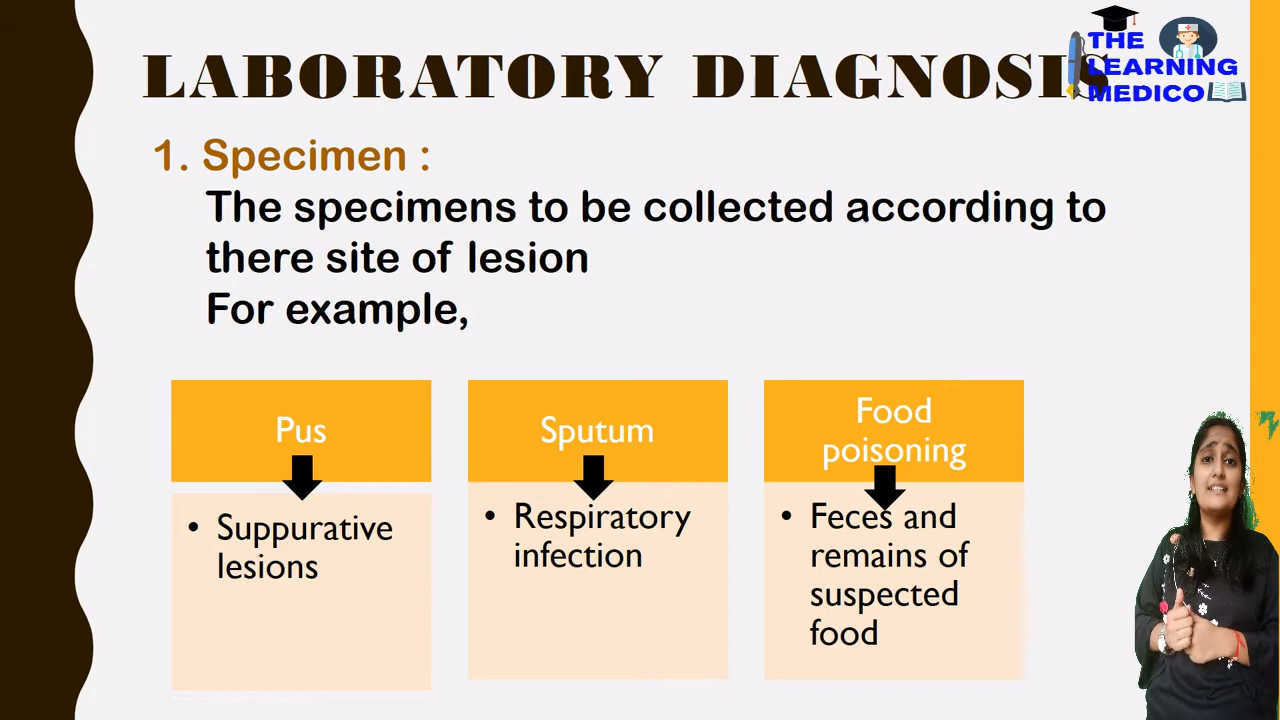 LABORATORY DIAGNOSIS
THE
LEARNING
MEDICO
1. Specimen :
The specimens to be collected according to
there site of lesion
For example,
Pus
• Suppurative
lesions
Sputum
• Respiratory
infection
Food
poisoning
• Feces and
remains of
suspected
food